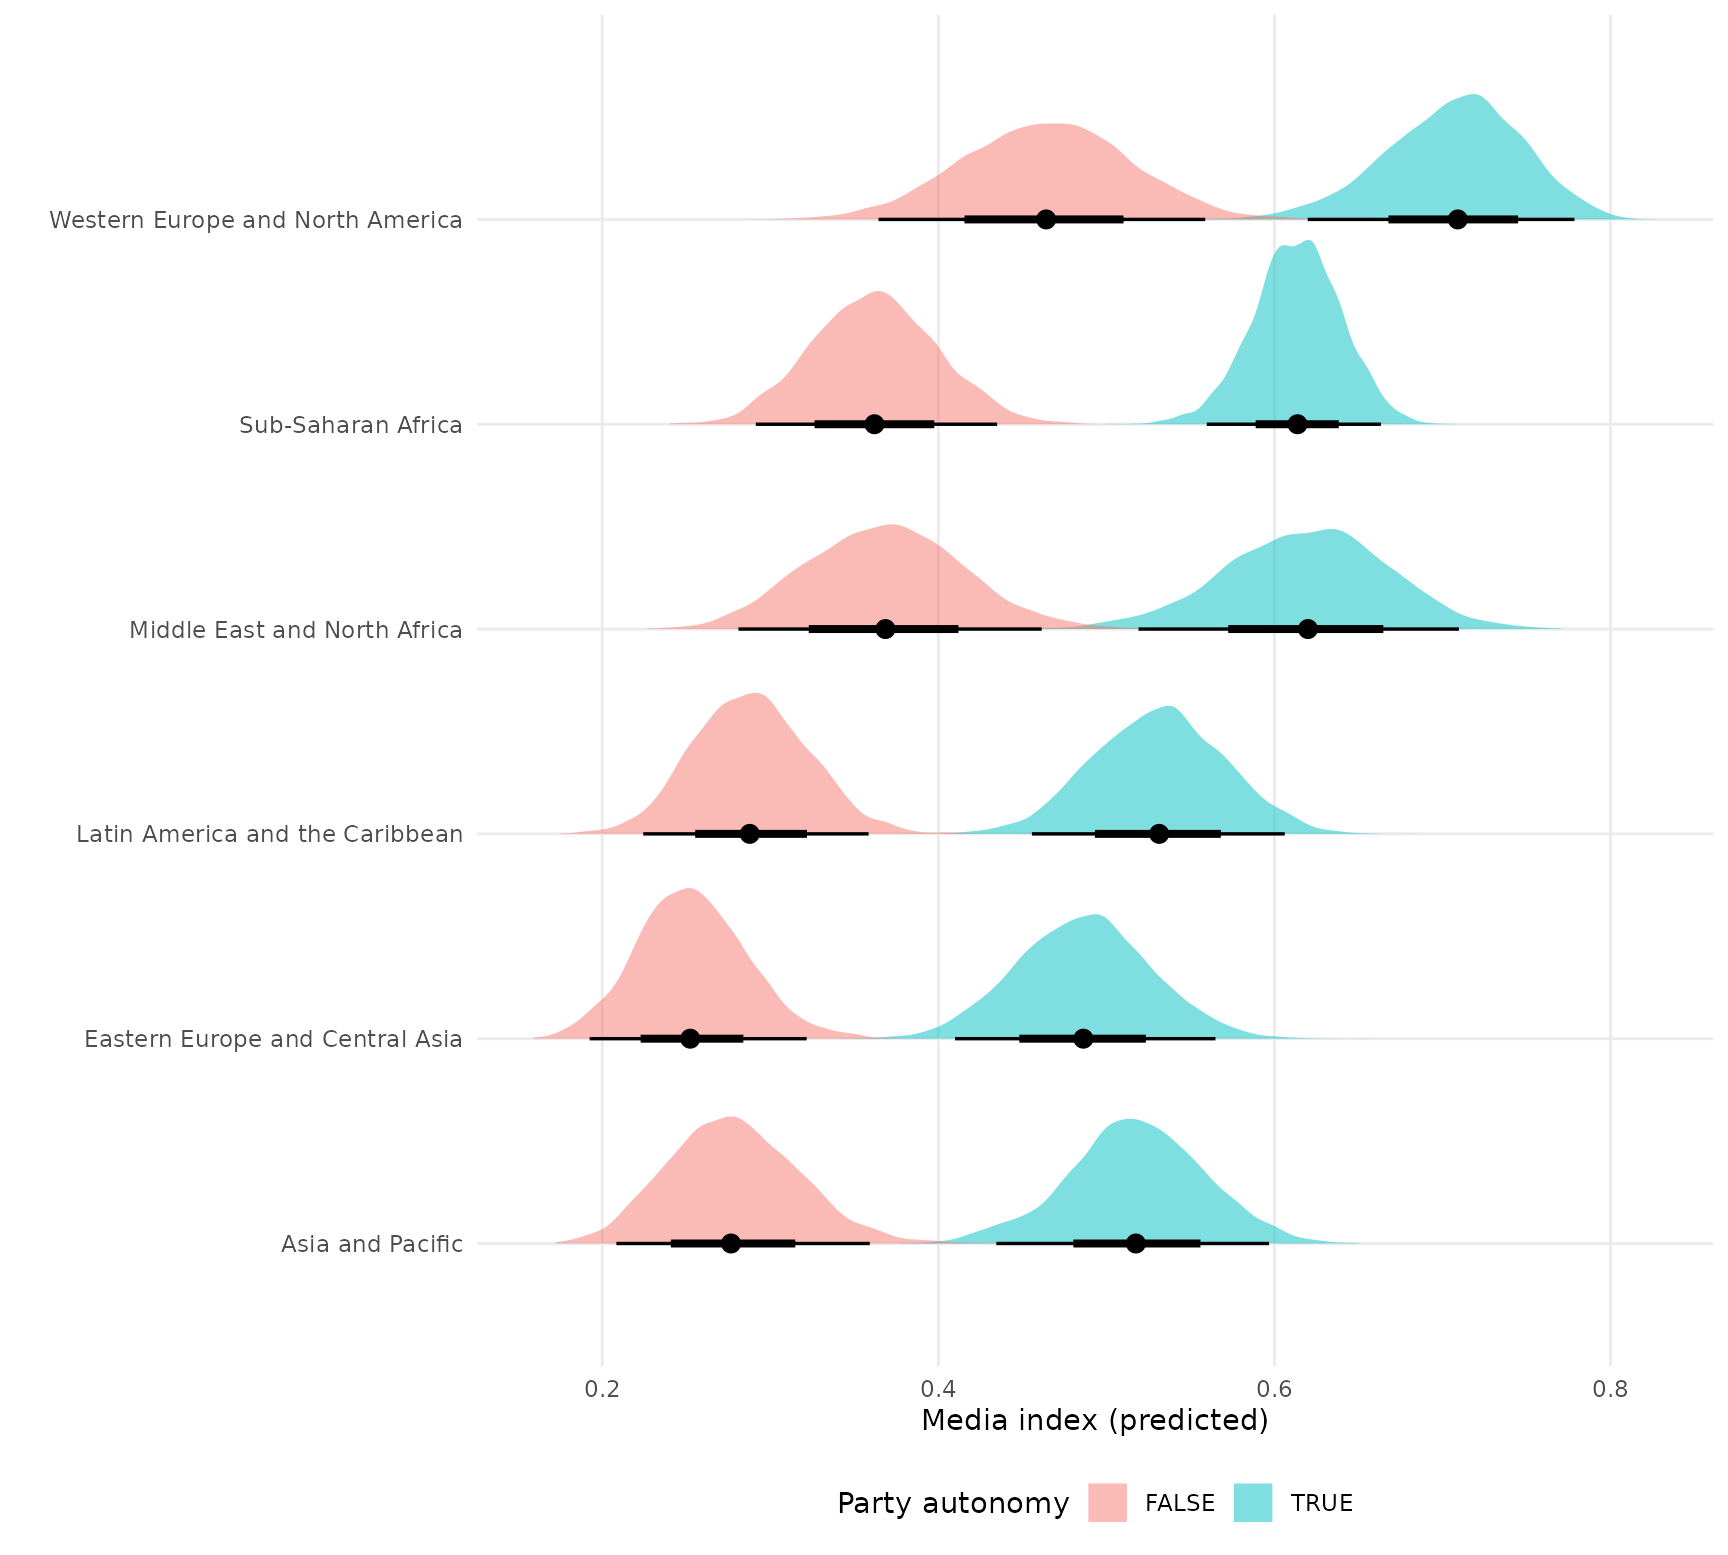 Western Europe and North America
Sub-Saharan Africa
Middle East and North Africa
Latin America and the Caribbean
Eastern Europe and Central Asia
Asia and Pacific
0.2 0.4 0.6 0.8
Media index (predicted)
Party autonomy FALSE TRUE